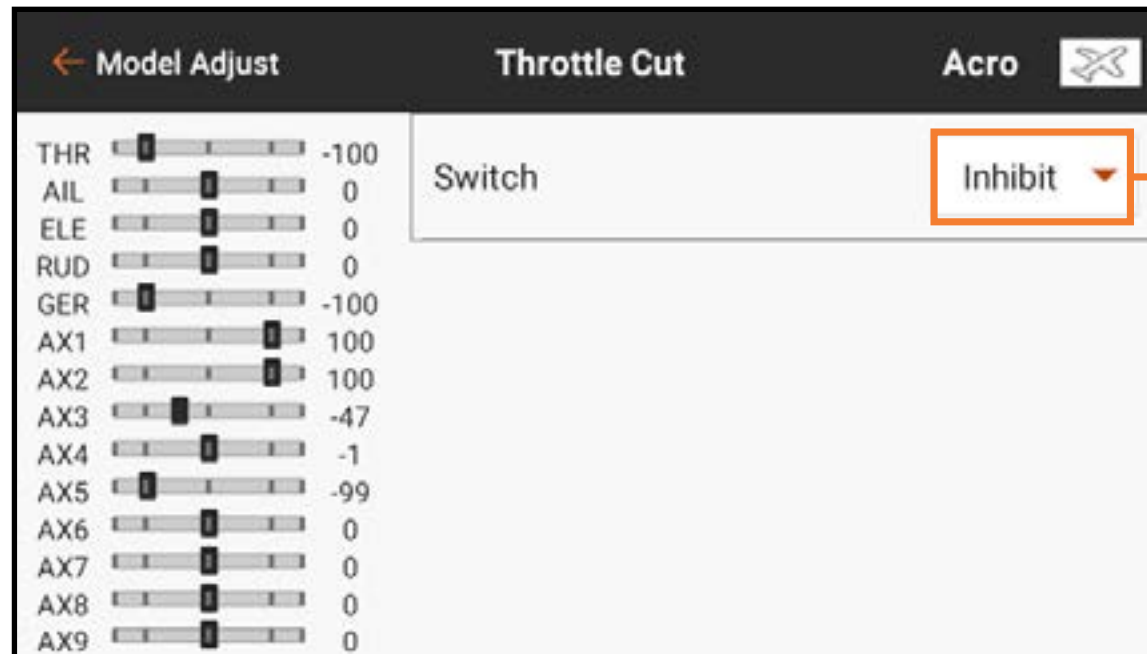 ← Model Adjust Throttle Cut Acro
THR -100
AIL 0
ELE 0
RUD 0
GER -100
AX1 100
AX2 100
AX3 -47
AX4 -1
AX5 -99
AX6 0
AX7 0
AX8 0
AX9 0
Switch Inhibit